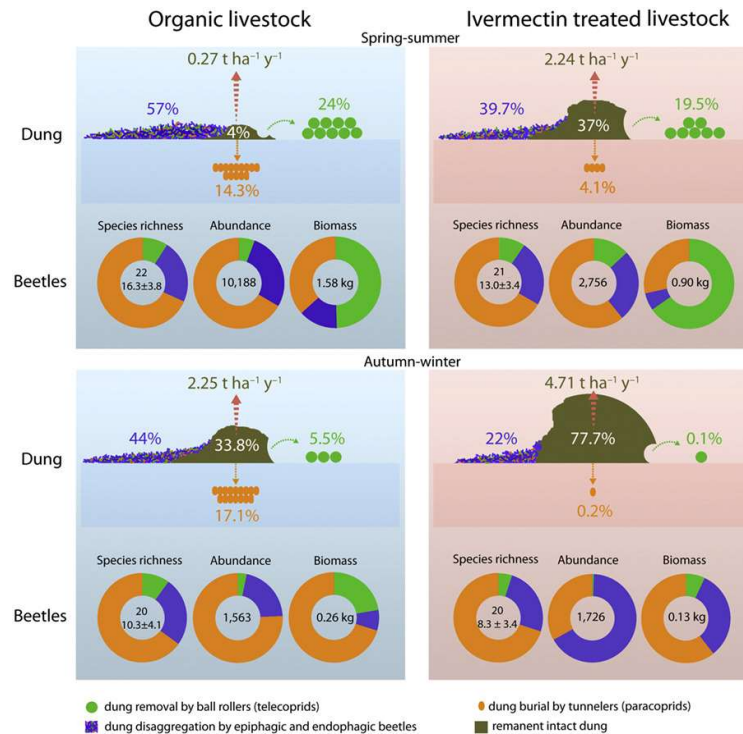 Organic livestock
Ivermectin treated livestock
Spring-summer
0.27 t ha⁻¹ y⁻¹
2.24 t ha⁻¹ y⁻¹
57%
24%
39.7%
19.5%
Dung
4%
37%
14.3%
4.1%
Species richness Abundance Biomass
Species richness Abundance Biomass
Beetles
22
16.3±3.8
10,188
1.58 kg
21
13.0±3.4
2,756
0.90 kg
Autumn-winter
2.25 t ha⁻¹ y⁻¹
4.71 t ha⁻¹ y⁻¹
44%
5.5%
22%
0.1%
Dung
33.8%
77.7%
17.1%
0.2%
Species richness Abundance Biomass
Species richness Abundance Biomass
Beetles
20
10.3±4.1
1,563
0.26 kg
20
8.3 ± 3.4
1,726
0.13 kg
dung removal by ball rollers (telecoprids)
dung burial by tunnelers (paracoprids)
dung disaggregation by epiphagic and endophagic beetles
remanent intact dung